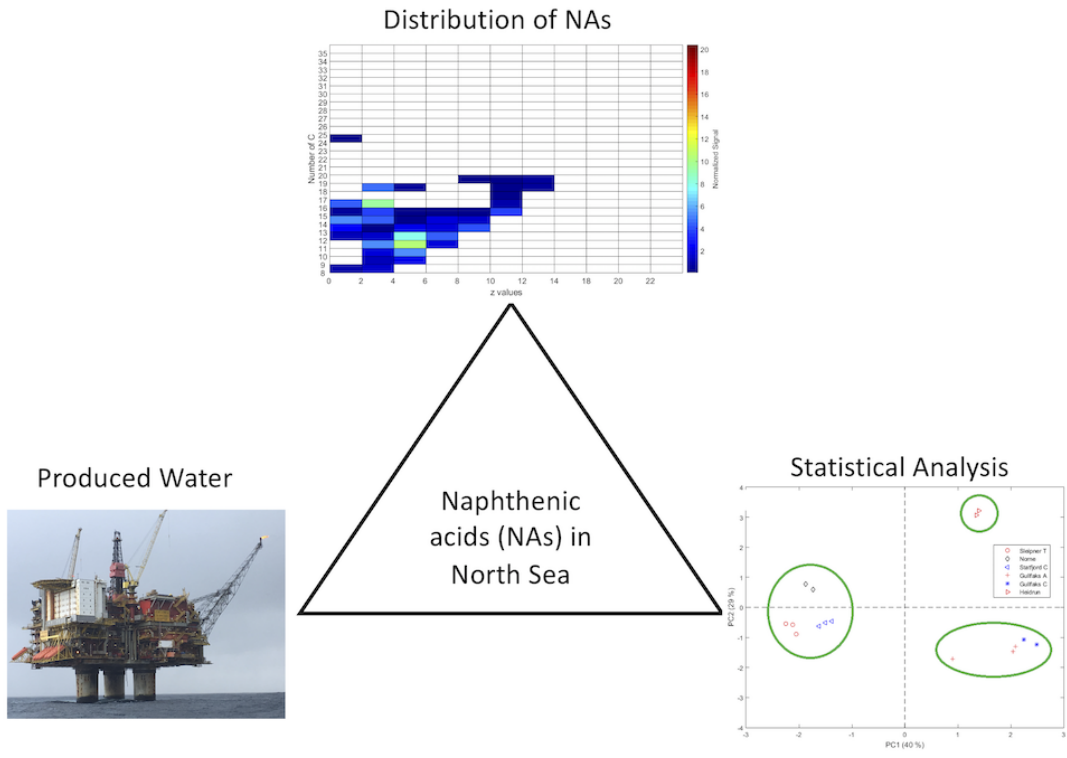 Distribution of NAs
35
34
33
32
31
30
29
28
27
26
25
24
23
22
21
20
19
18
17
16
15
14
13
12
11
10
9
8
Number of C
0 2 4 6 8 10 12 14 16 18 20 22
z values
20
18
16
14
12
10
8
6
4
2
Normalized Signal
Produced Water
Naphthenic
acids (NAs) in
North Sea
Statistical Analysis
4
3
2
1
0
-1
-2
-3
-4
PC2 (29 %)
Sleipner T
Norne
Statfjord C
Gullfaks A
Gullfaks C
Heidrun
-3 -2 -1 0 1 2 3
PC1 (40 %)